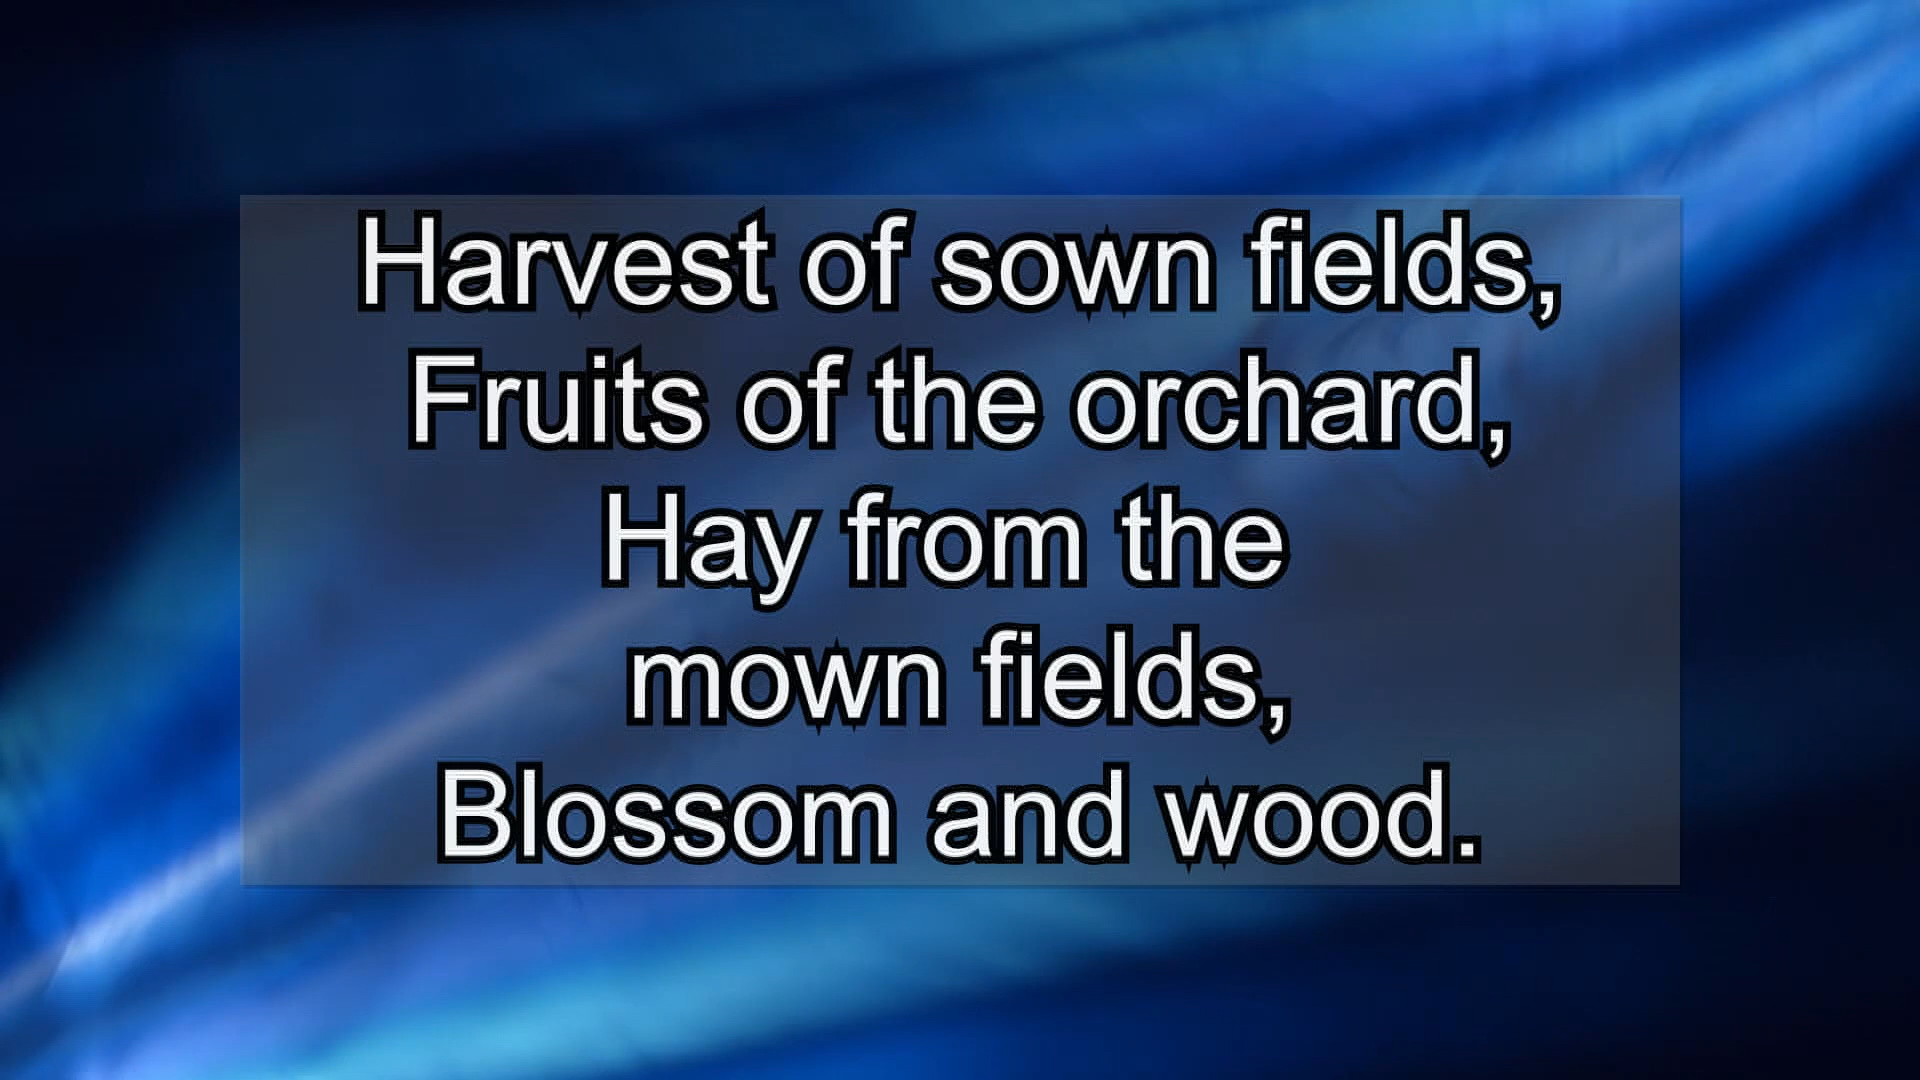 Harvest of sown fields,
Fruits of the orchard,
Hay from the
mown fields,
Blossom and wood.